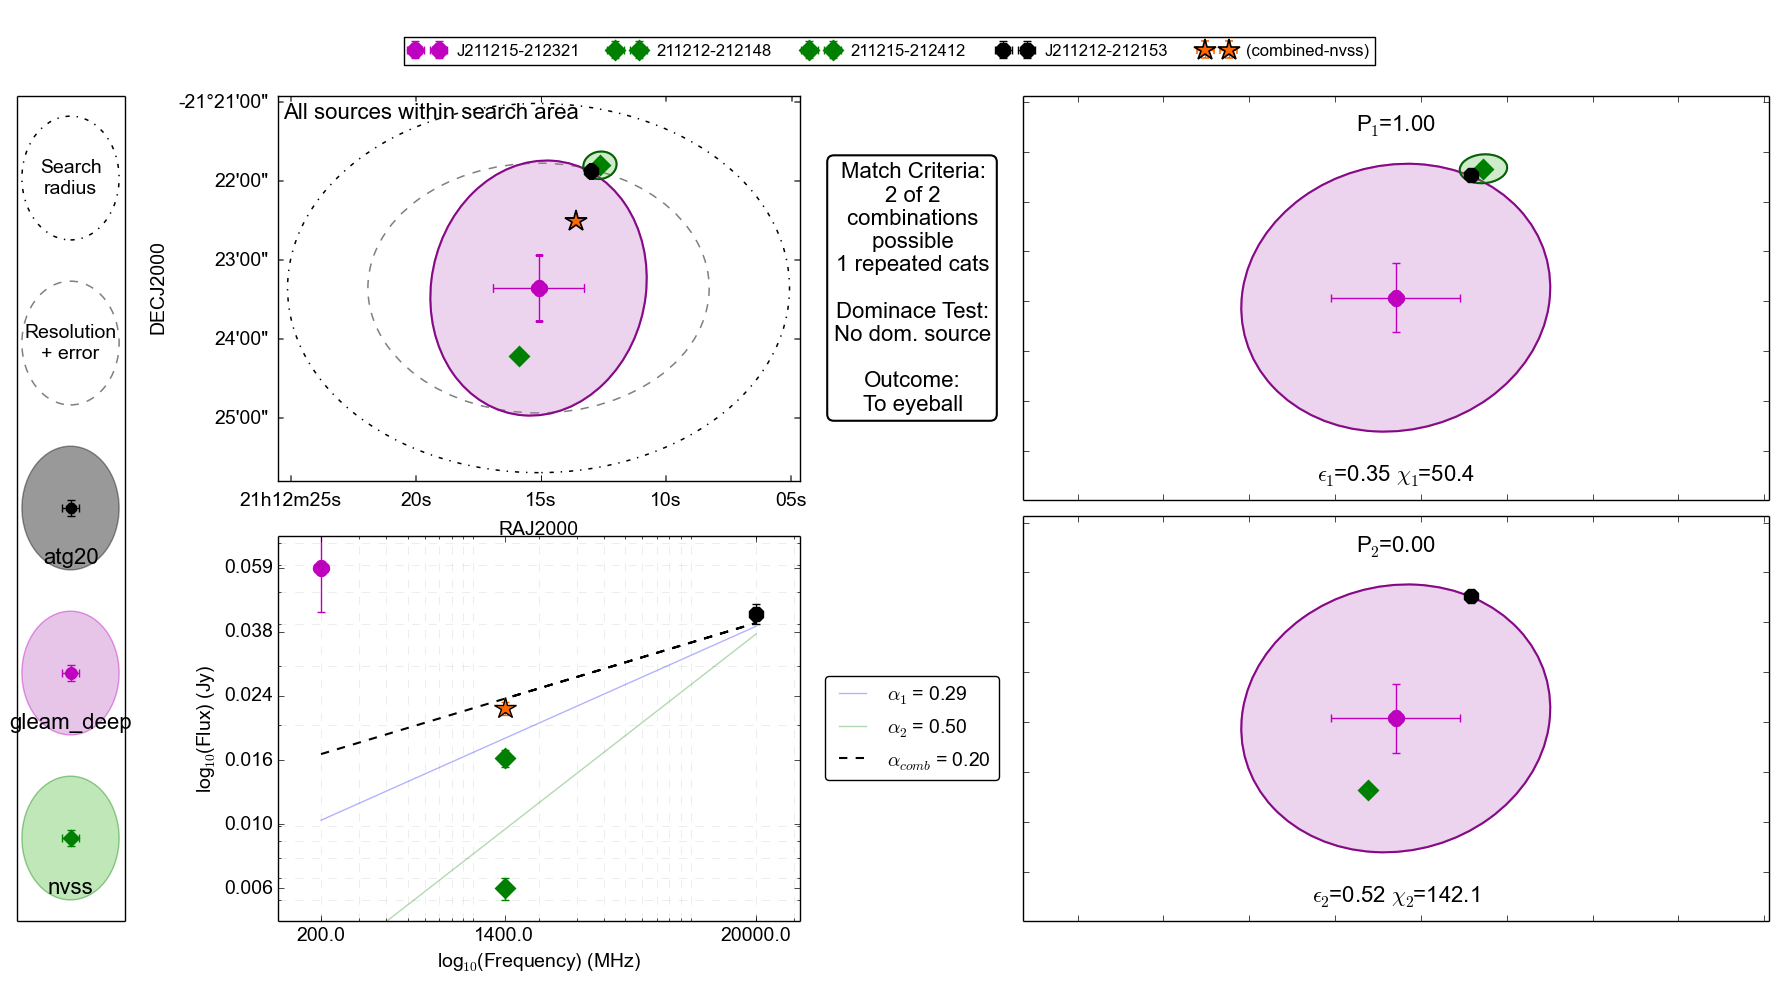 J211215-212321 211212-212148 211215-212412 J211212-212153 (combined-nvss)
Search
radius
Resolution
+ error
atg20
gleam_deep
nvss
All sources within search area
DECJ2000
-21°21'00"
22'00"
23'00"
24'00"
25'00"
21h12m25s 20s 15s 10s 05s
RAJ2000
Match Criteria:
2 of 2
combinations
possible
1 repeated cats
Dominace Test:
No dom. source
Outcome:
To eyeball
P1=1.00
ϵ1=0.35 χ1=50.4
log10(Flux) (Jy)
0.059
0.038
0.024
0.016
0.010
0.006
200.0 1400.0 20000.0
log10(Frequency) (MHz)
α1 = 0.29
α2 = 0.50
αcomb = 0.20
P2=0.00
ϵ2=0.52 χ2=142.1